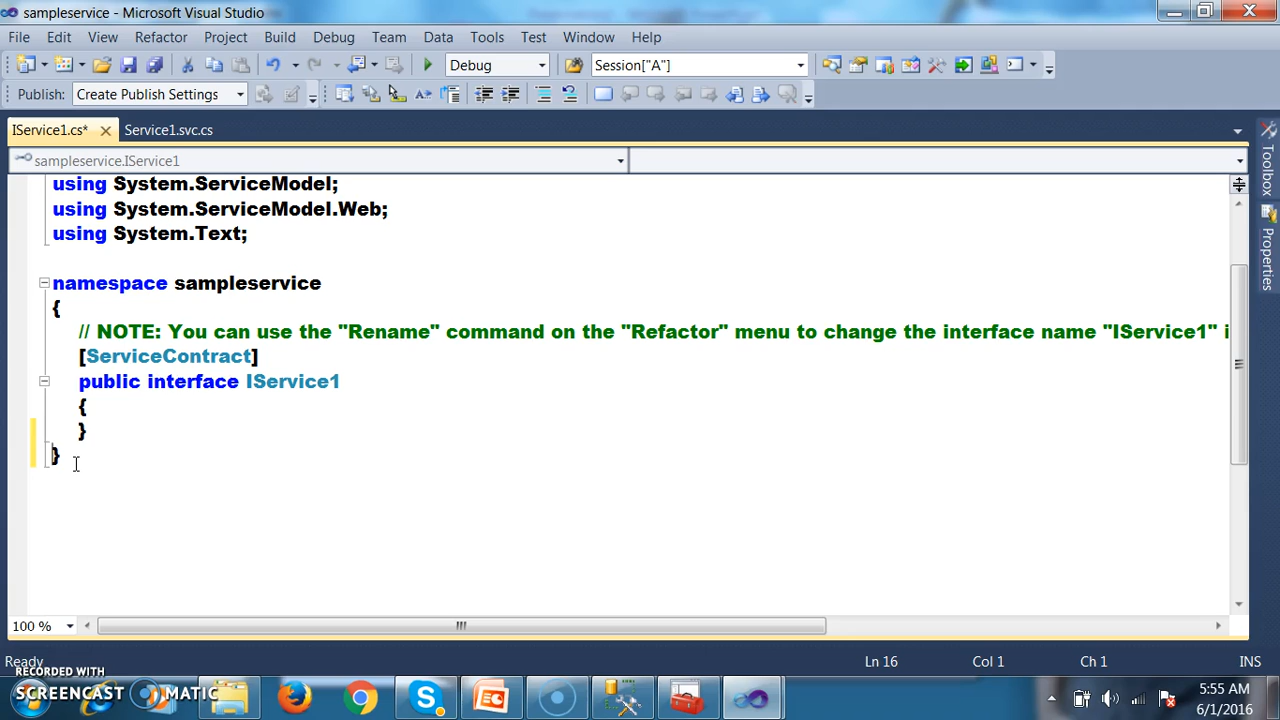 sampleservice - Microsoft Visual Studio
File Edit View Refactor Project Build Debug Team Data Tools Test Window Help
Debug Session["A"]
Publish: Create Publish Settings
IService1.cs* Service1.svc.cs
sampleservice.IService1
using System.ServiceModel;
using System.ServiceModel.Web;
using System.Text;
namespace sampleservice
{
// NOTE: You can use the "Rename" command on the "Refactor" menu to change the interface name "IService1" i
[ServiceContract]
public interface IService1
{
}
}
Toolbox
Properties
100 %
Ready Ln 16 Col 1 Ch 1 INS
RECORDED WITH
SCREENCAST MATIC
5:55 AM
6/1/2016